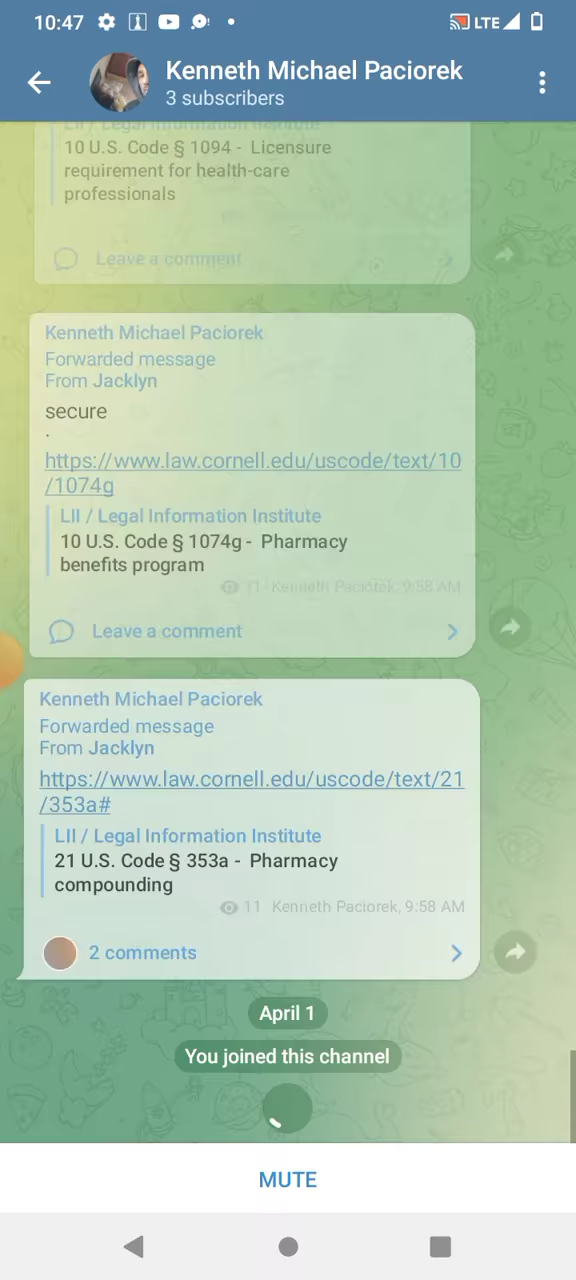 10:47
LTE
Kenneth Michael Paciorek
3 subscribers
LII / Legal Information Institute
10 U.S. Code § 1094 - Licensure
requirement for health-care
professionals
Leave a comment
Kenneth Michael Paciorek
Forwarded message
From Jacklyn
secure
.
https://www.law.cornell.edu/uscode/text/10
/1074g
LII / Legal Information Institute
10 U.S. Code § 1074g - Pharmacy
benefits program
11 Kenneth Paciorek, 9:58 AM
Leave a comment
Kenneth Michael Paciorek
Forwarded message
From Jacklyn
https://www.law.cornell.edu/uscode/text/21
/353a#
LII / Legal Information Institute
21 U.S. Code § 353a - Pharmacy
compounding
11 Kenneth Paciorek, 9:58 AM
2 comments
April 1
You joined this channel
MUTE